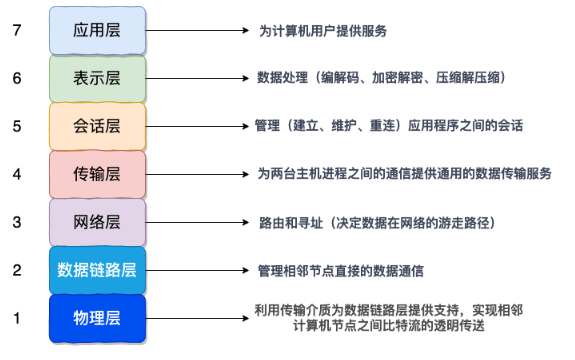 7 应用层 为计算机用户提供服务
6 表示层 数据处理（编解码、加密解密、压缩解压缩）
5 会话层 管理（建立、维护、重连）应用程序之间的会话
4 传输层 为两台主机进程之间的通信提供通用的数据传输服务
3 网络层 路由和寻址（决定数据在网络的游走路径）
2 数据链路层 管理相邻节点直接的数据通信
1 物理层 利用传输介质为数据链路层提供支持，实现相邻
计算机节点之间比特流的透明传送